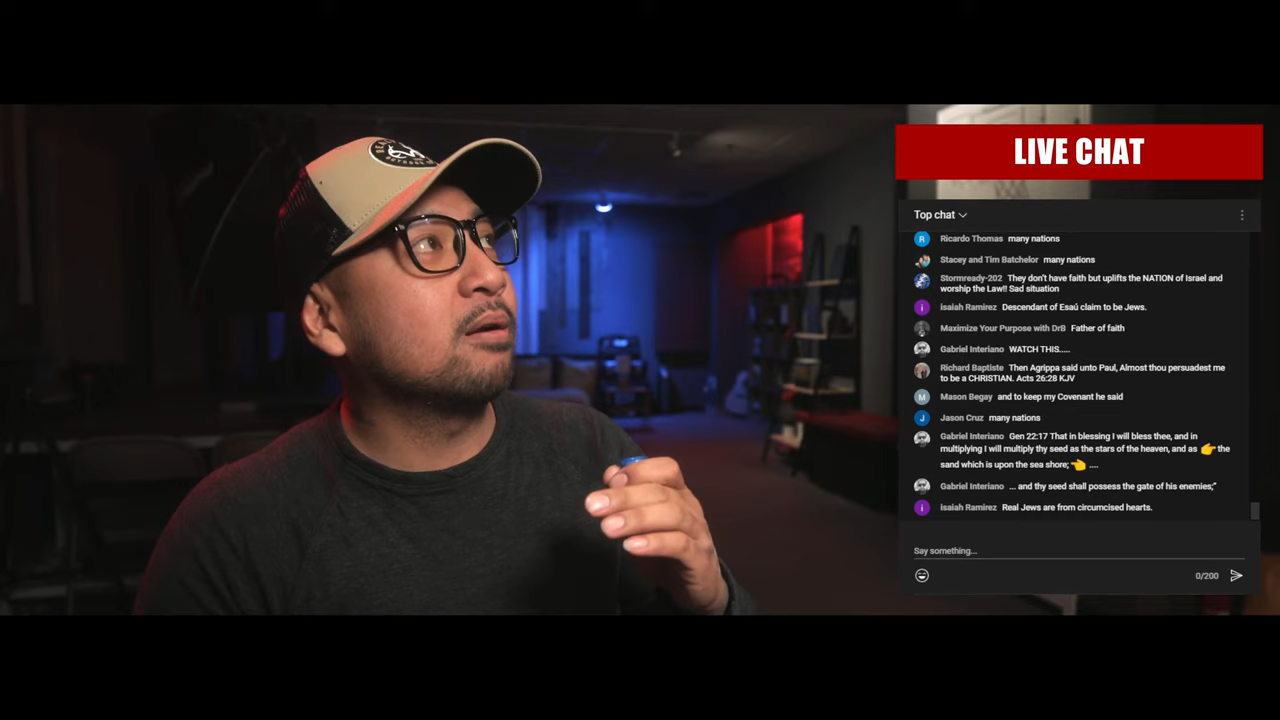 LIVE CHAT
Top chat
Ricardo Thomas many nations
Stacey and Tim Batchelor many nations
Stormready-202 They don't have faith but uplifts the NATION of Israel and
worship the Law!! Sad situation
isaiah Ramirez Descendant of Esaú claim to be Jews.
Maximize Your Purpose with DrB Father of faith
Gabriel Interiano WATCH THIS.....
Richard Baptiste Then Agrippa said unto Paul, Almost thou persuadest me
to be a CHRISTIAN. Acts 26:28 KJV
Mason Begay and to keep my Covenant he said
Jason Cruz many nations
Gabriel Interiano Gen 22:17 That in blessing I will bless thee, and in
multiplying I will multiply thy seed as the stars of the heaven, and as 👉 the
sand which is upon the sea shore; 👈 ....
Gabriel Interiano ... and thy seed shall possess the gate of his enemies;"
isaiah Ramirez Real Jews are from circumcised hearts.
Say something...
0/200